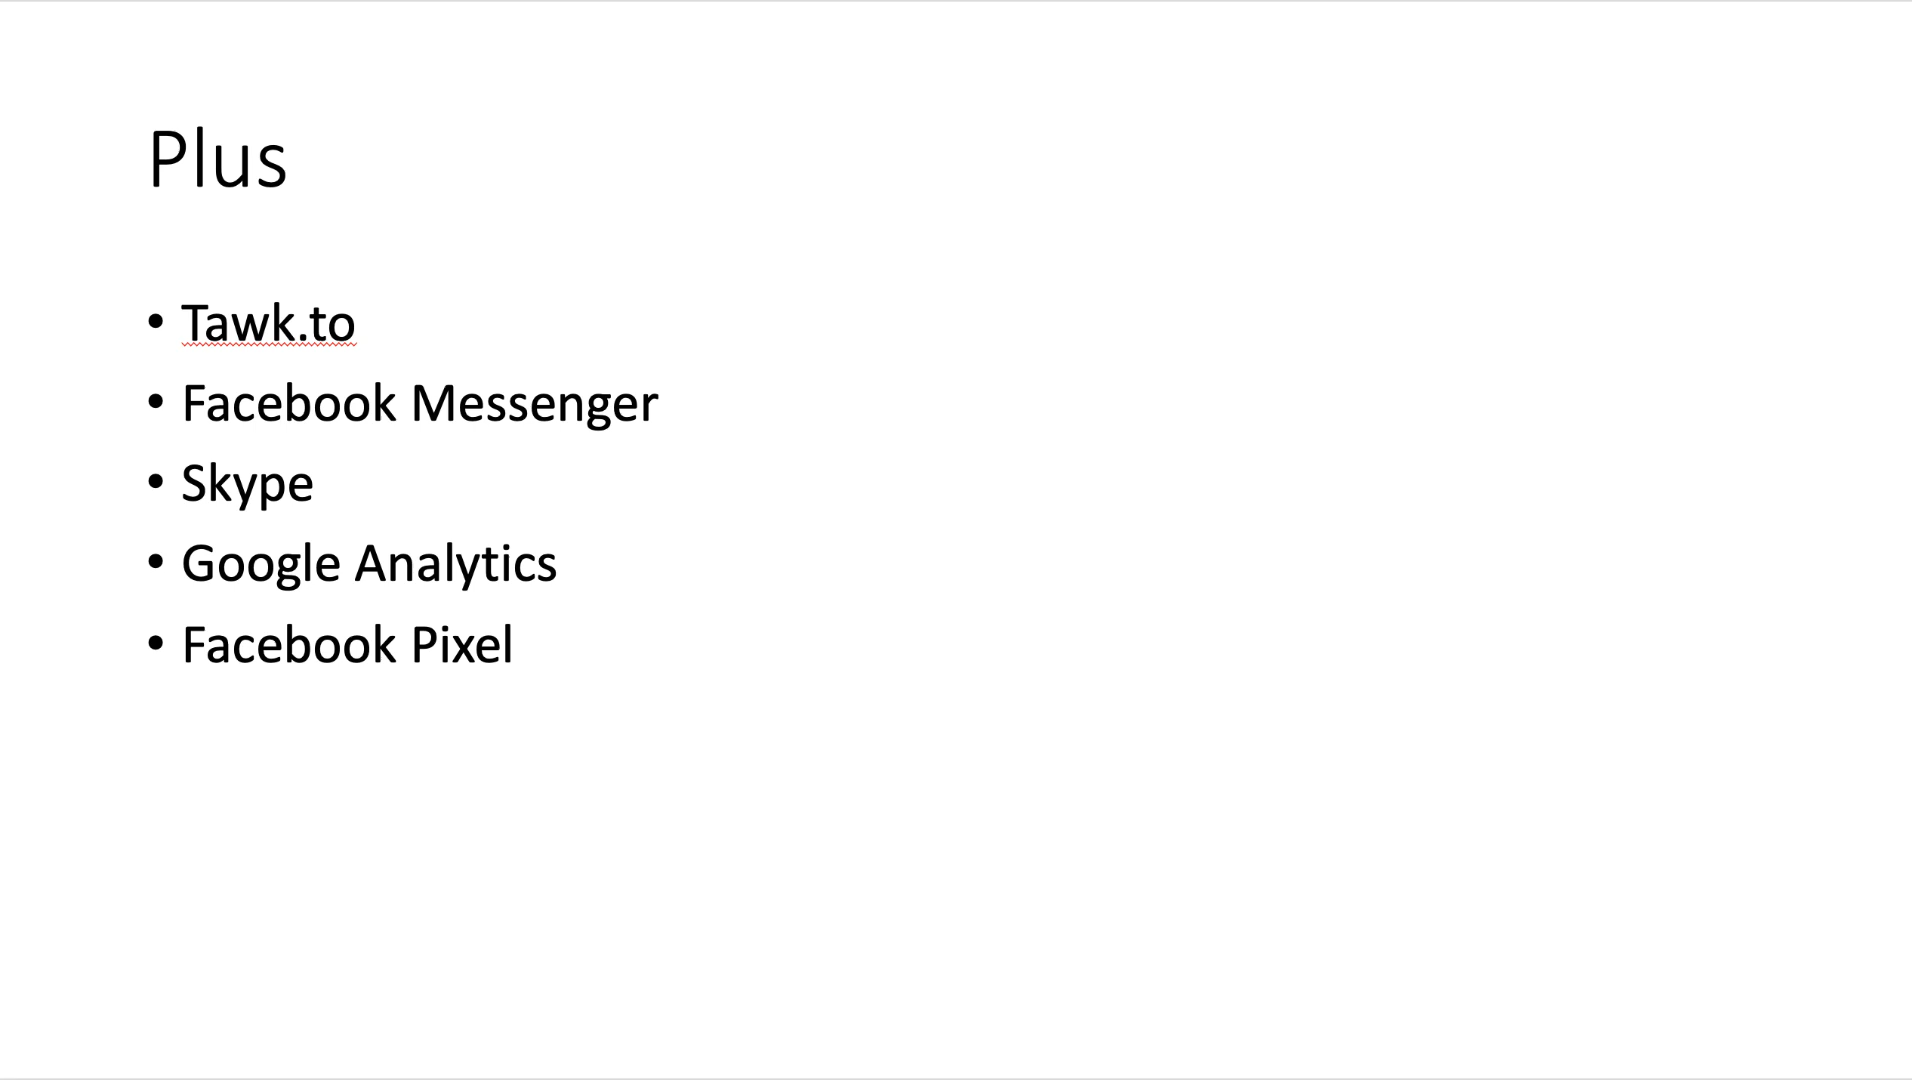 Plus
• Tawk.to
• Facebook Messenger
• Skype
• Google Analytics
• Facebook Pixel